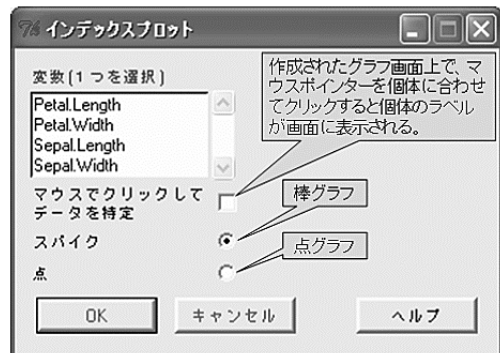 インデックスプロット
変数(1つを選択)
Petal.Length
Petal.Width
Sepal.Length
Sepal.Width
作成されたグラフ画面上で、マ
ウスポインターを個体に合わせ
てクリックすると個体のラベル
が画面に表示される。
マウスでクリックして
データを特定
棒グラフ
スパイク
点グラフ
点
OK
キャンセル
ヘルプ